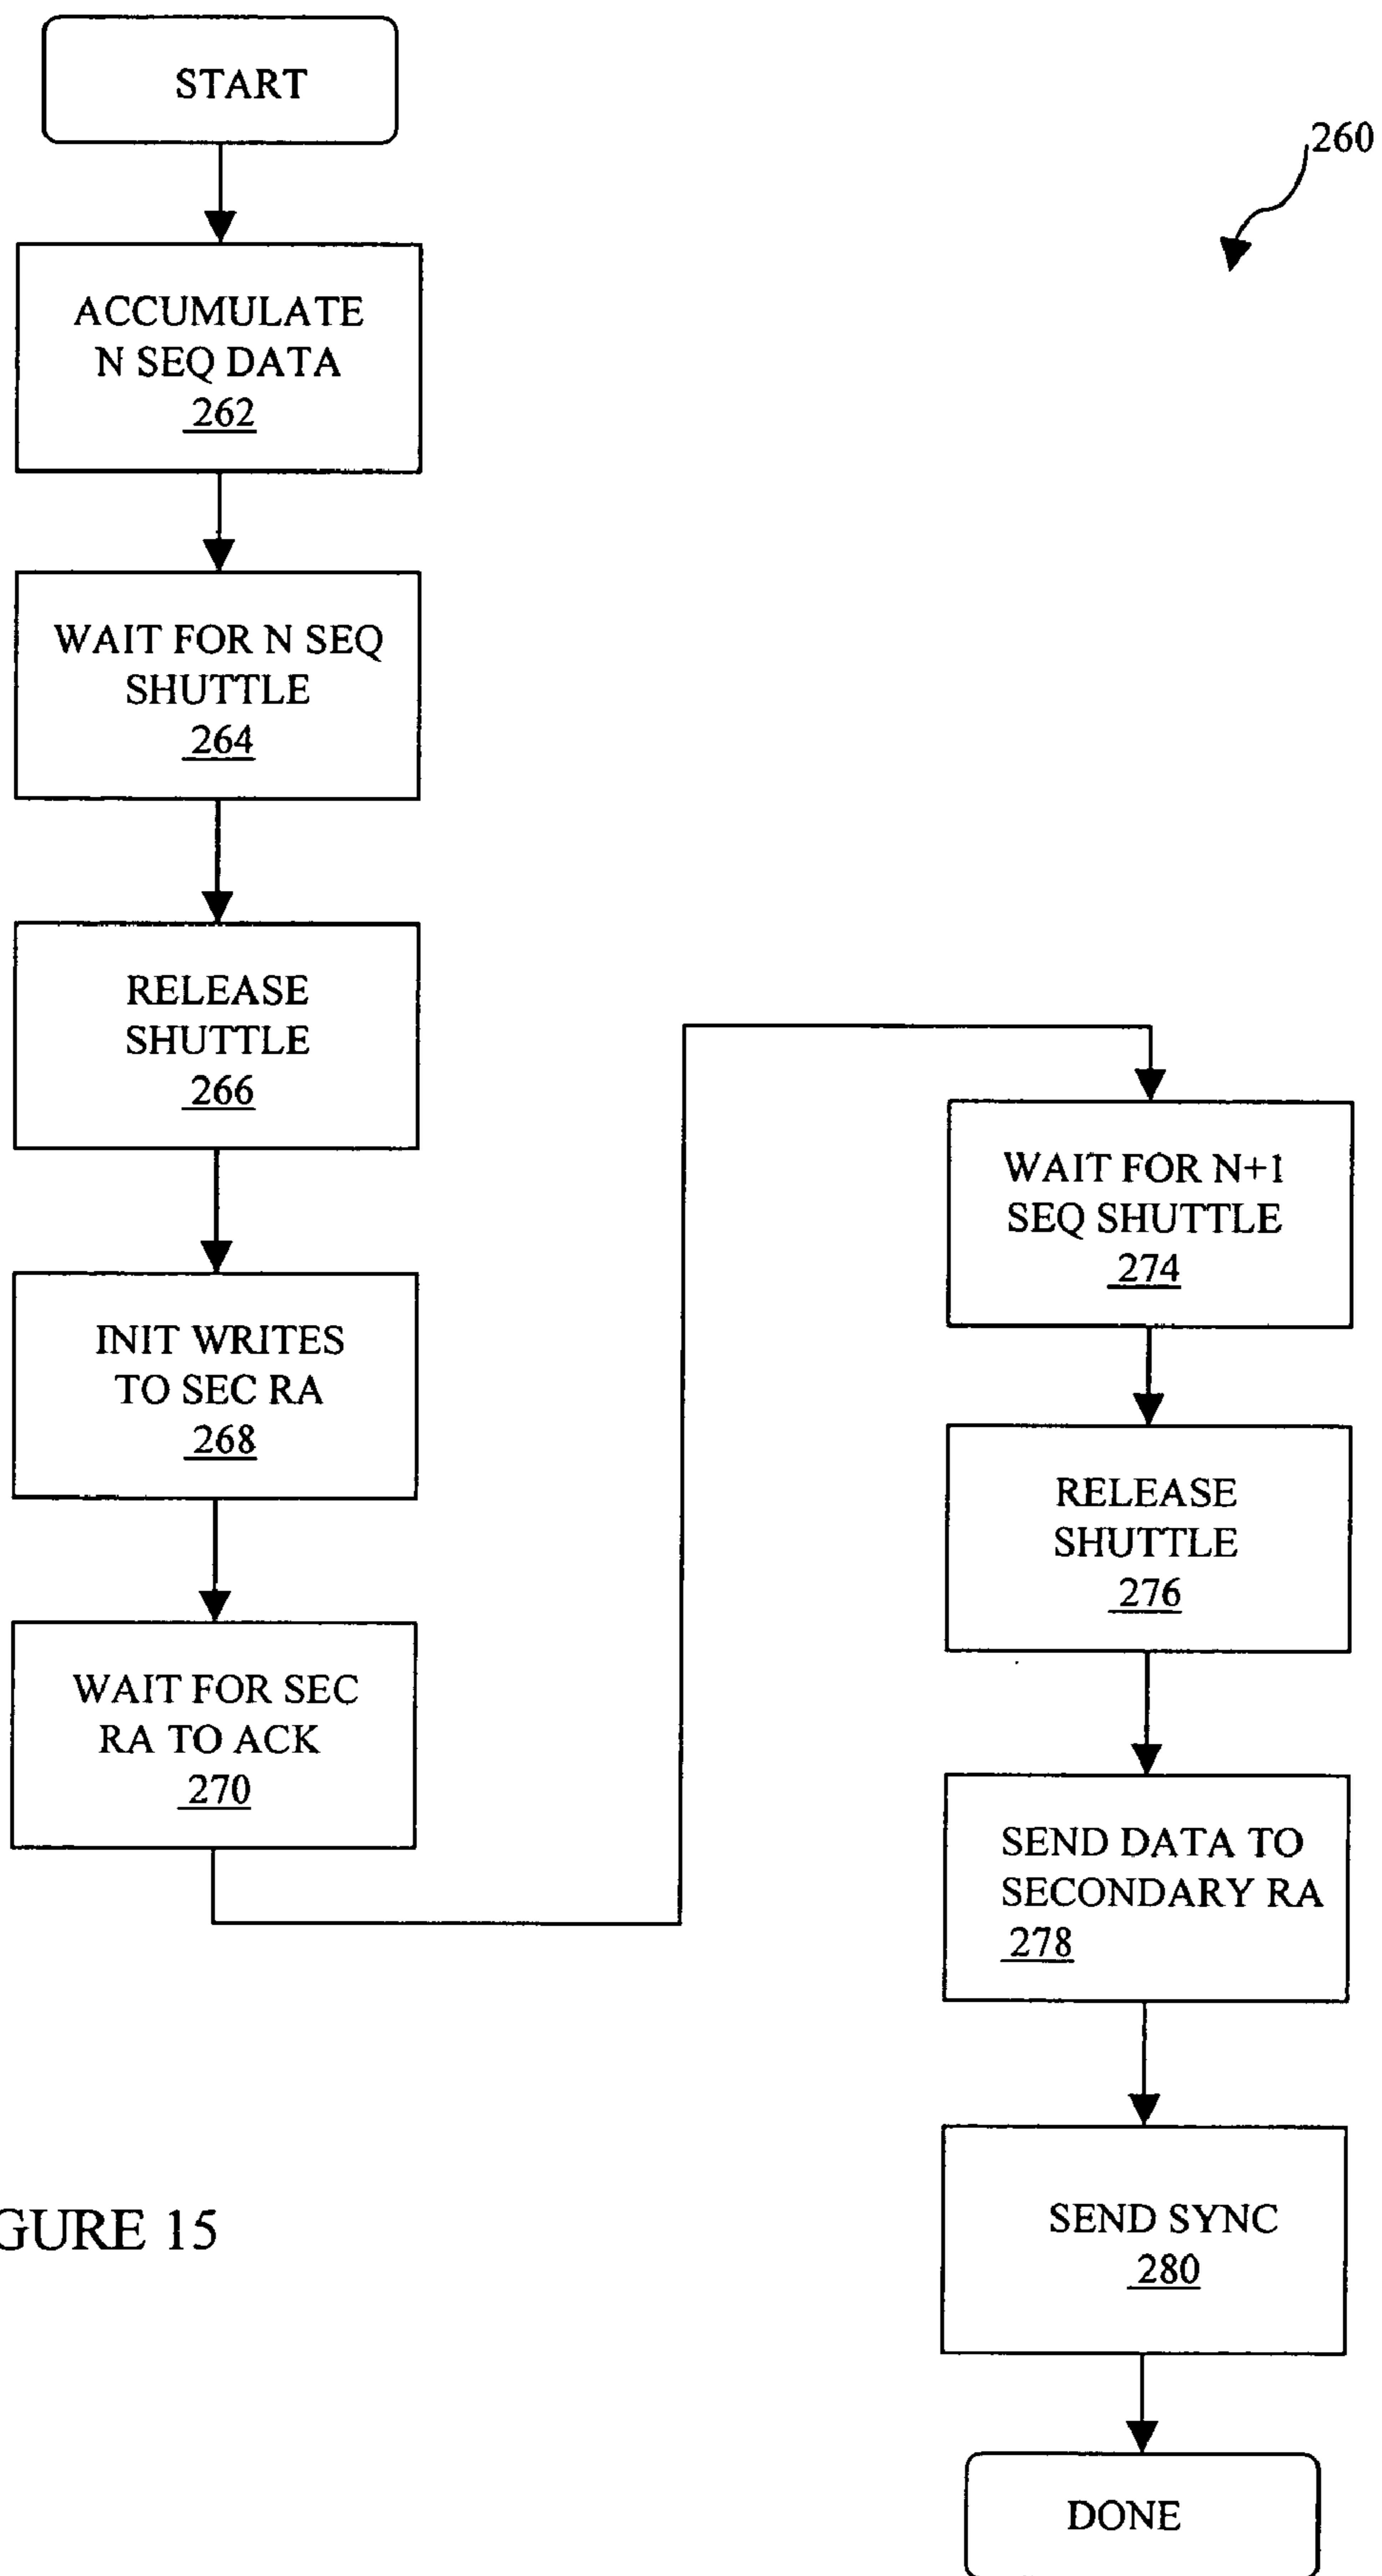 START
260
ACCUMULATE
N SEQ DATA
262
WAIT FOR N SEQ
SHUTTLE
264
RELEASE
SHUTTLE
266
INIT WRITES
TO SEC RA
268
WAIT FOR SEC
RA TO ACK
270
WAIT FOR N+1
SEQ SHUTTLE
274
RELEASE
SHUTTLE
276
SEND DATA TO
SECONDARY RA
278
SEND SYNC
280
DONE
GURE 15